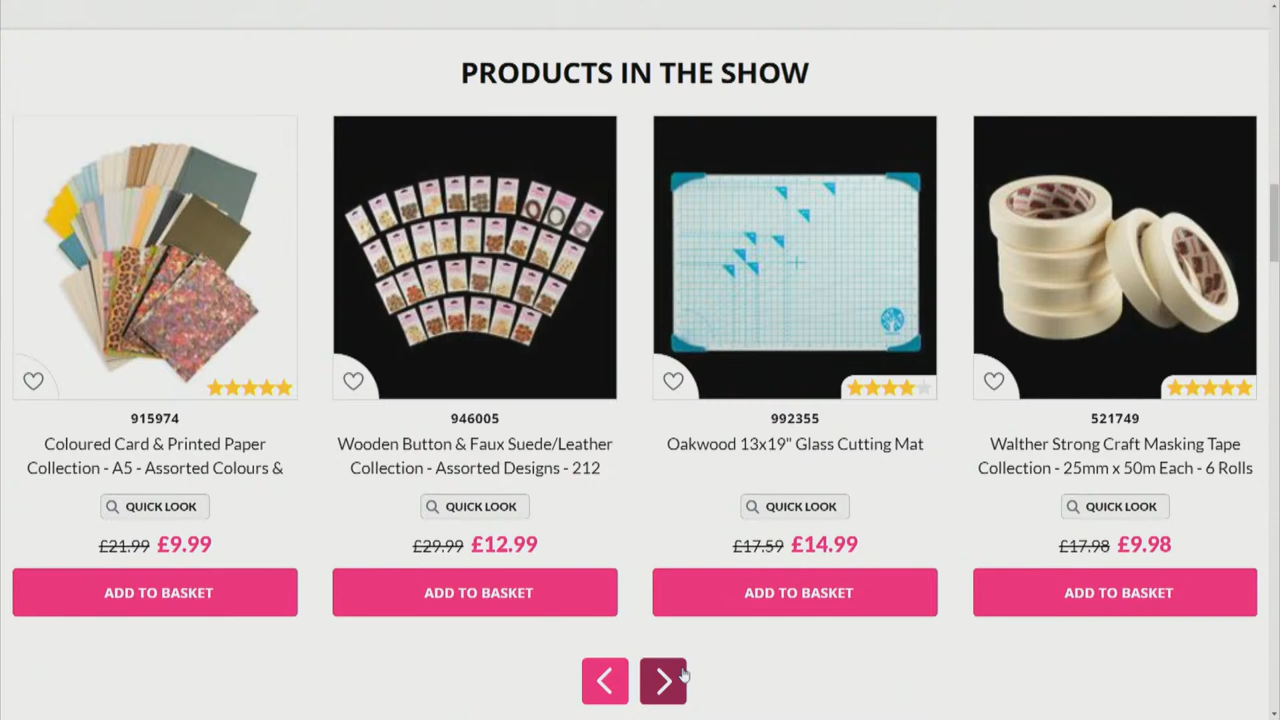 PRODUCTS IN THE SHOW
915974
Coloured Card & Printed Paper
Collection - A5 - Assorted Colours &
QUICK LOOK
£21.99 £9.99
ADD TO BASKET
946005
Wooden Button & Faux Suede/Leather
Collection - Assorted Designs - 212
QUICK LOOK
£29.99 £12.99
ADD TO BASKET
992355
Oakwood 13x19" Glass Cutting Mat
QUICK LOOK
£17.59 £14.99
ADD TO BASKET
521749
Walther Strong Craft Masking Tape
Collection - 25mm x 50m Each - 6 Rolls
QUICK LOOK
£17.98 £9.98
ADD TO BASKET